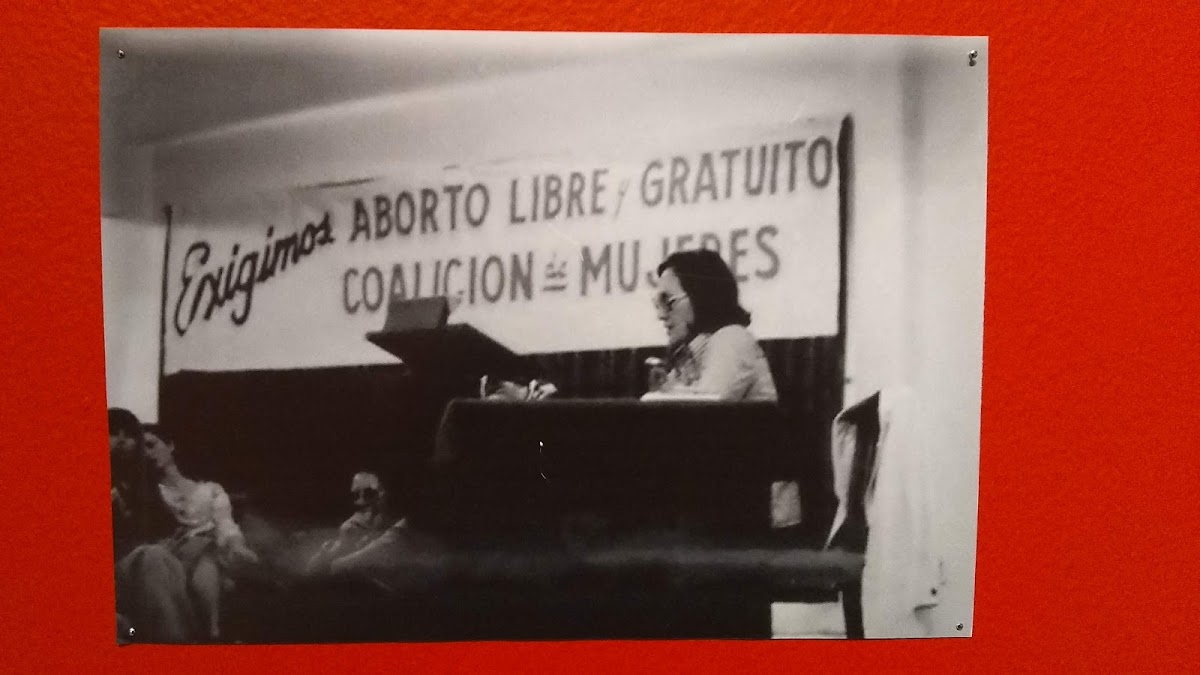 Exigimos ABORTO LIBRE y GRATUITO
COALICION de MUJERES